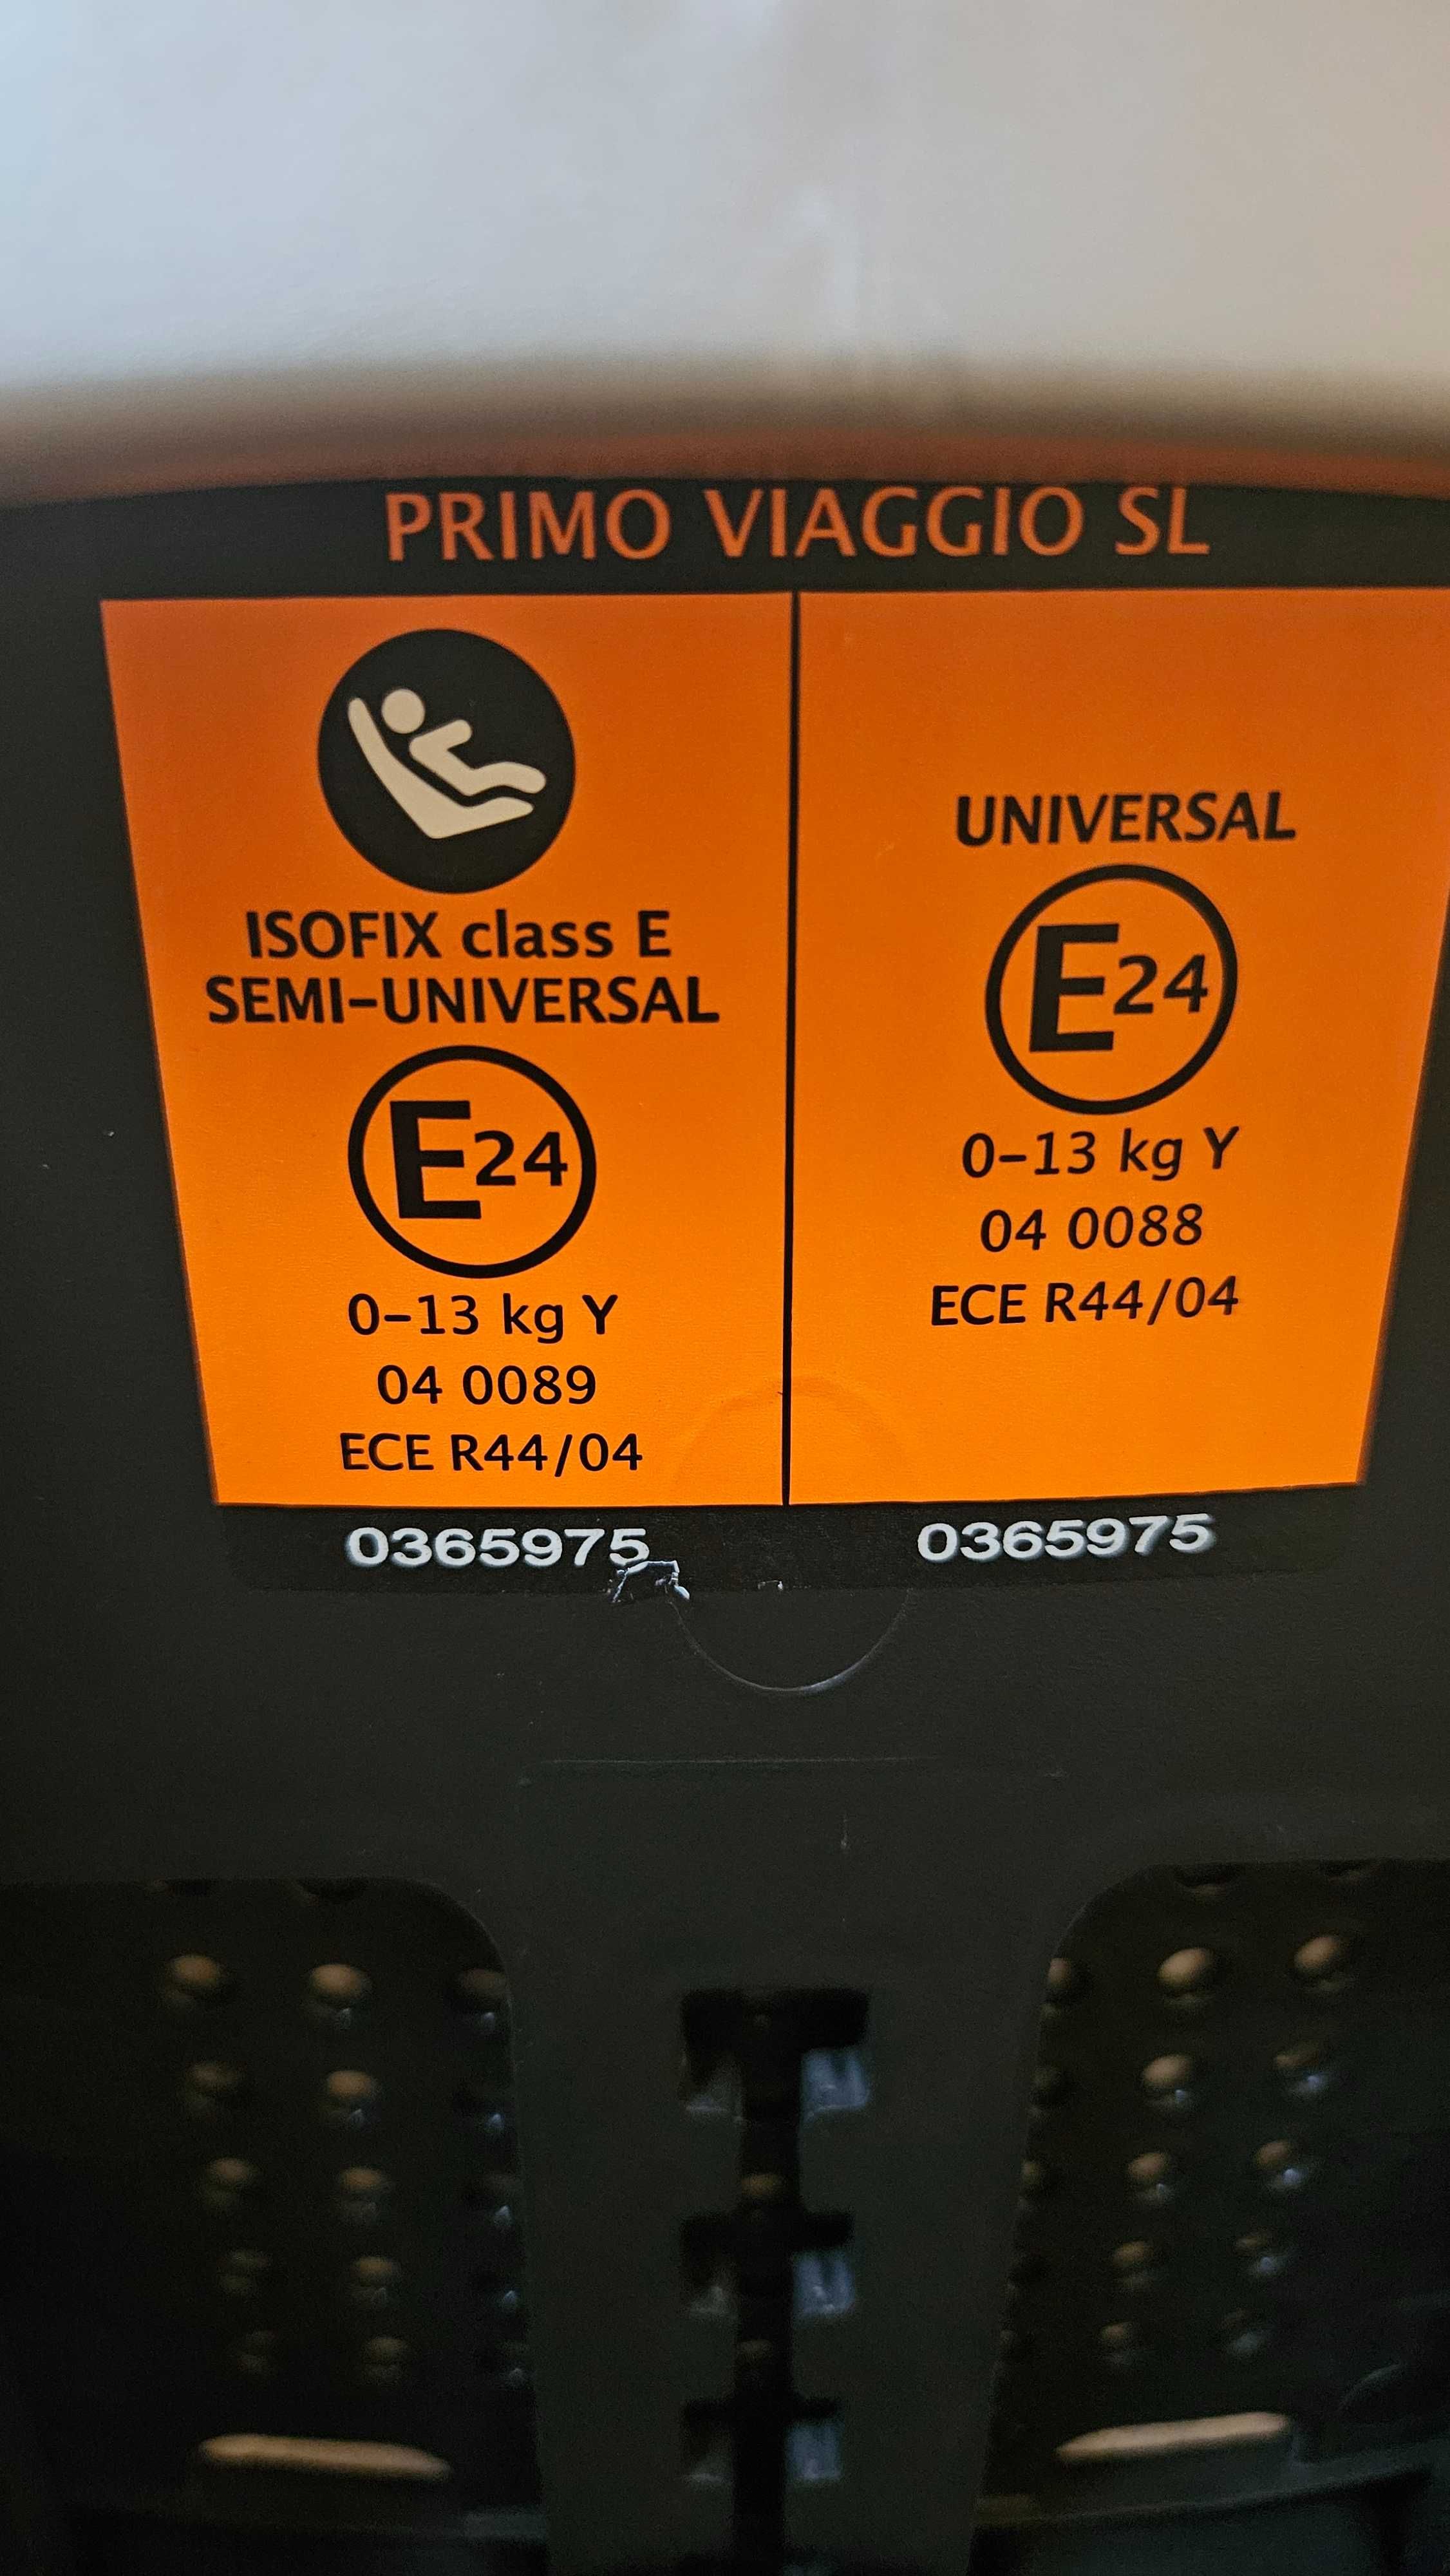 PRIMO VIAGGIO SL
ISOFIX class E
SEMI-UNIVERSAL
E24
0-13 kg Y
04 0089
ECE R44/04
0365975
UNIVERSAL
E24
0-13 kg Y
04 0088
ECE R44/04
0365975